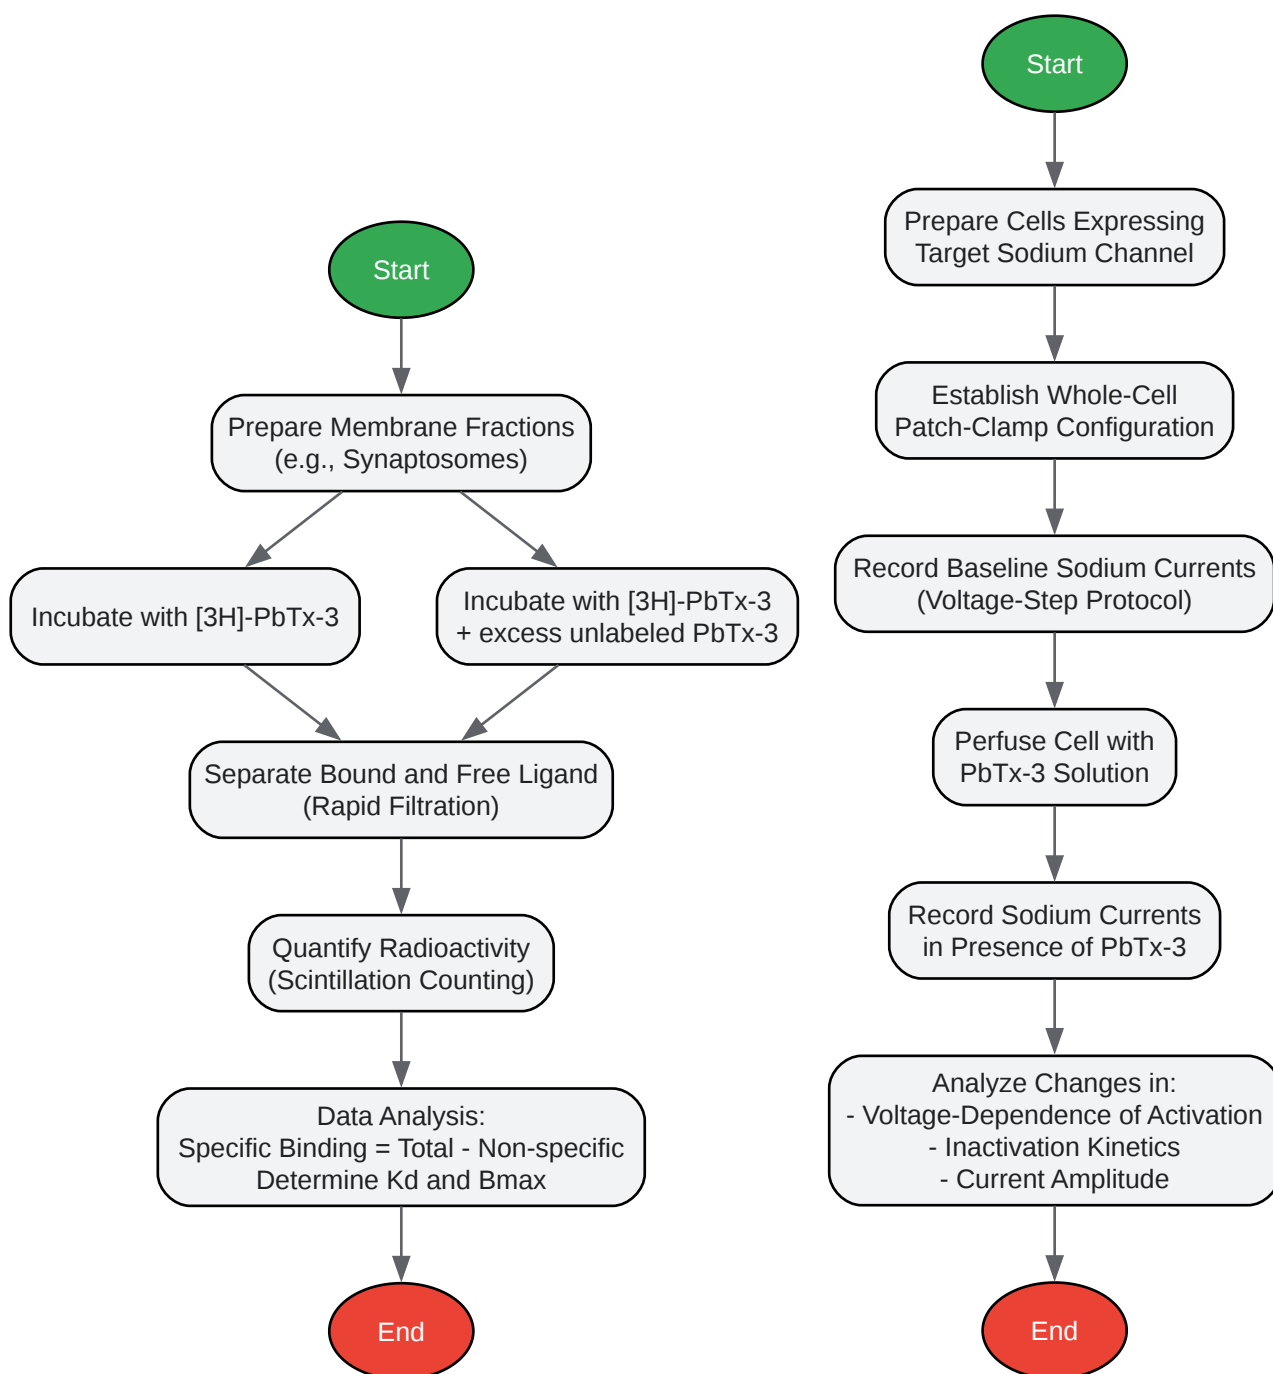 Start
Prepare Membrane Fractions
(e.g., Synaptosomes)
Incubate with [3H]-PbTx-3
Incubate with [3H]-PbTx-3
+ excess unlabeled PbTx-3
Separate Bound and Free Ligand
(Rapid Filtration)
Quantify Radioactivity
(Scintillation Counting)
Data Analysis:
Specific Binding = Total - Non-specific
Determine Kd and Bmax
End
Start
Prepare Cells Expressing
Target Sodium Channel
Establish Whole-Cell
Patch-Clamp Configuration
Record Baseline Sodium Currents
(Voltage-Step Protocol)
Perfuse Cell with
PbTx-3 Solution
Record Sodium Currents
in Presence of PbTx-3
Analyze Changes in:
- Voltage-Dependence of Activation
- Inactivation Kinetics
- Current Amplitude
End